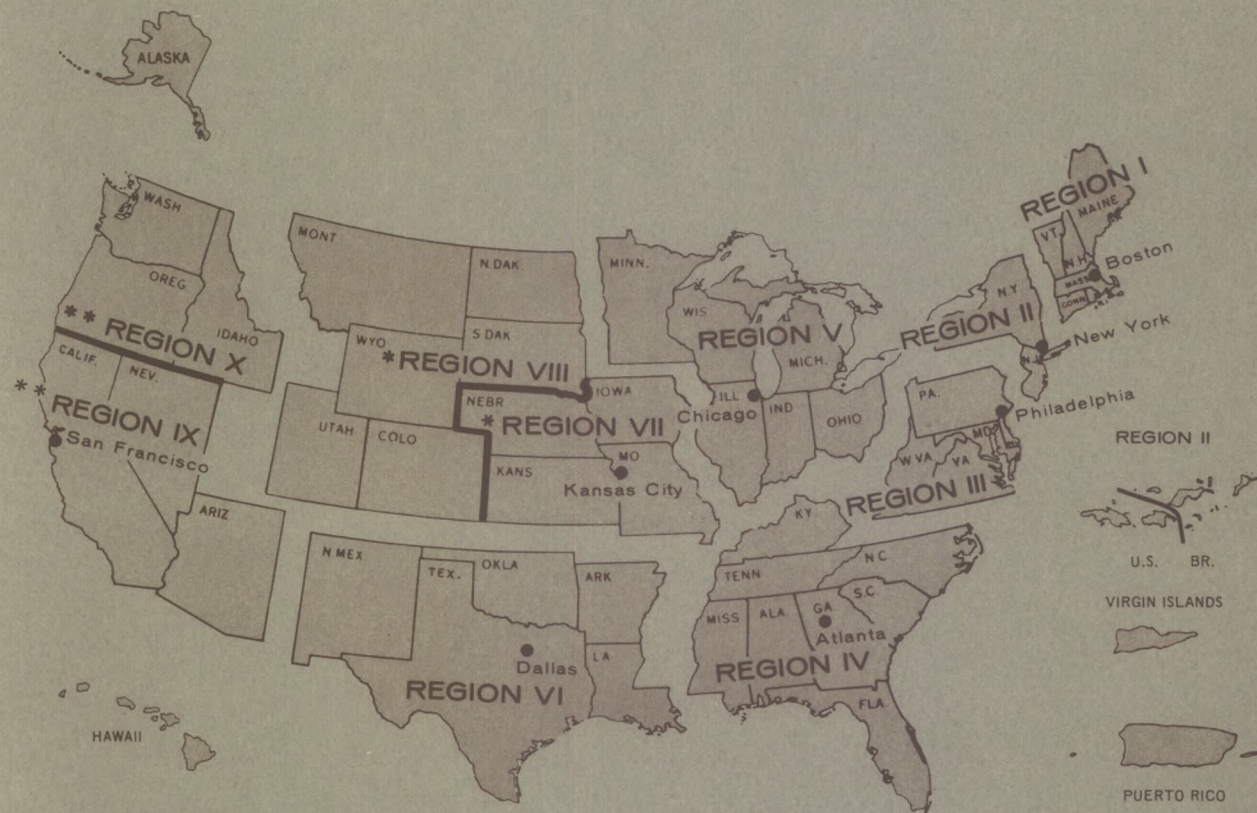 ALASKA
WASH
OREG
IDAHO
** REGION X
CALIF.
NEV.
** REGION IX
San Francisco
ARIZ
HAWAII
MONT
N.DAK.
S DAK
WYO
* REGION VIII
UTAH
COLO
NEBR
IOWA
* REGION VII
KANS
MO
Kansas City
N MEX
TEX.
OKLA
ARK
LA
Dallas
REGION VI
MINN.
WIS
REGION V
MICH.
ILL
Chicago
IND
OHIO
KY
TENN
N C
S.C.
MISS
ALA.
GA
Atlanta
REGION IV
FLA
REGION I
MAINE
VT.
N.H.
MASS
CONN
Boston
N.Y.
REGION II
New York
N.J.
PA.
Philadelphia
MD
W VA
VA
REGION III
REGION II
U.S. BR.
VIRGIN ISLANDS
PUERTO RICO